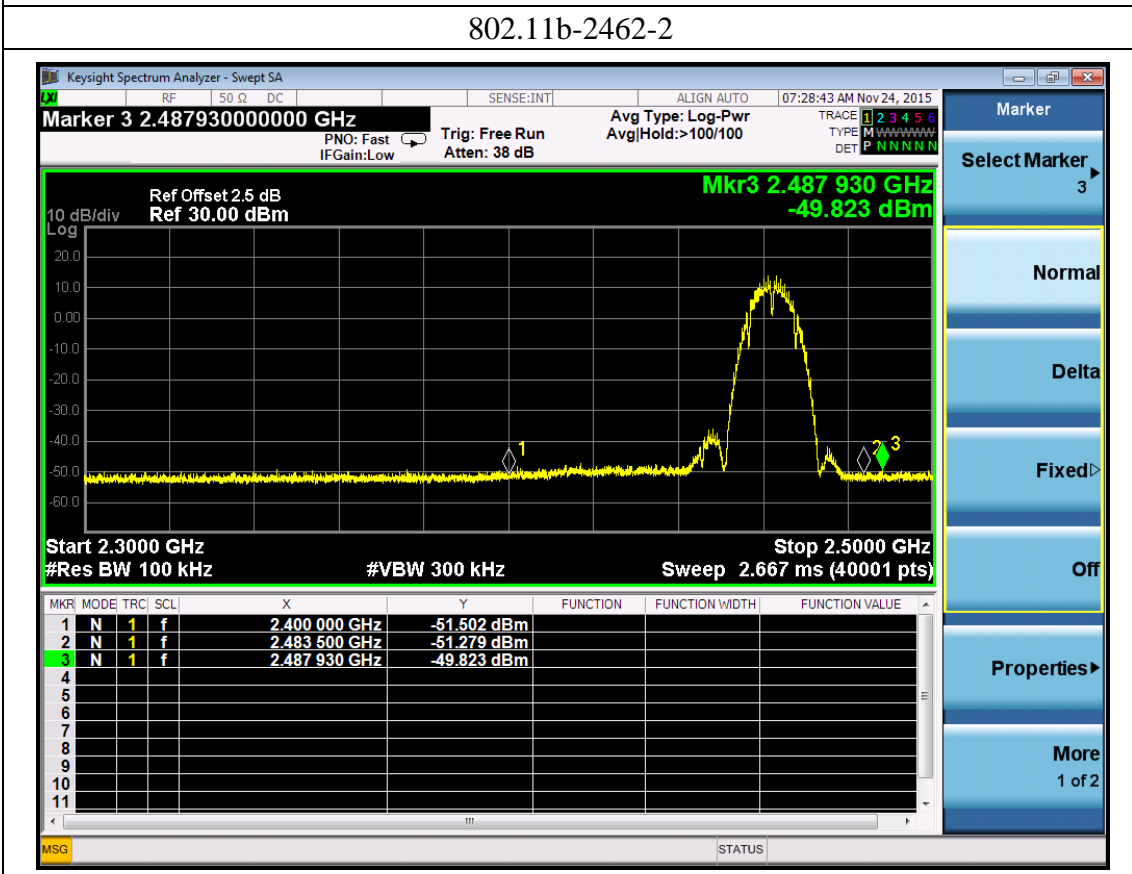 802.11b-2462-2
Keysight Spectrum Analyzer - Swept SA
LXI RF 50 Ω DC SENSE:INT ALIGN AUTO 07:28:43 AM Nov 24, 2015
Marker 3 2.487930000000 GHz
PNO: Fast
IFGain:Low
Trig: Free Run
Atten: 38 dB
Avg Type: Log-Pwr
Avg|Hold:>100/100
TRACE 1 2 3 4 5 6
TYPE M WWWWW
DET P N N N N N
Ref Offset 2.5 dB
Ref 30.00 dBm
10 dB/div
Log
Mkr3 2.487 930 GHz
-49.823 dBm
20.0
10.0
0.00
-10.0
-20.0
-30.0
-40.0
-50.0
-60.0
1
2
3
Start 2.3000 GHz
Stop 2.5000 GHz
#Res BW 100 kHz #VBW 300 kHz Sweep 2.667 ms (40001 pts)
MKR MODE TRC SCL X Y FUNCTION FUNCTION WIDTH FUNCTION VALUE
1 N 1 f 2.400 000 GHz -51.502 dBm
2 N 1 f 2.483 500 GHz -51.279 dBm
3 N 1 f 2.487 930 GHz -49.823 dBm
4
5
6
7
8
9
10
11
MSG
STATUS
Marker
Select Marker
3
Normal
Delta
Fixed
Off
Properties
More
1 of 2